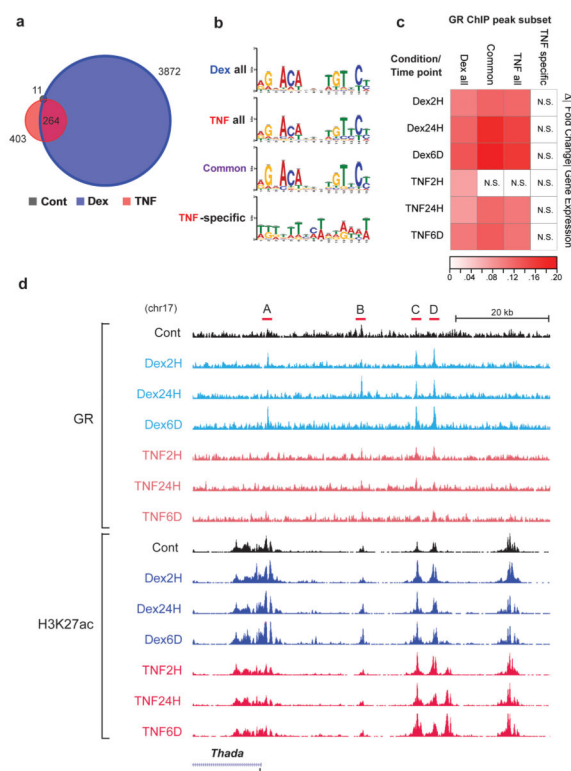 a
3872
11
264
403
Cont Dex TNF
b
Dex all
TNF all
Common
TNF-specific
c
GR ChIP peak subset
Condition/
Time point
Dex all
Common
TNF all
TNF specific
Dex2H N.S.
Dex24H N.S.
Dex6D N.S.
TNF2H N.S. N.S. N.S.
TNF24H N.S.
TNF6D N.S.
Δ| Fold Change| Gene Expression
0 .04 .12 .16 .20
d
(chr17) A B C D 20 kb
GR
Cont
Dex2H
Dex24H
Dex6D
TNF2H
TNF24H
TNF6D
H3K27ac
Cont
Dex2H
Dex24H
Dex6D
TNF2H
TNF24H
TNF6D
Thada